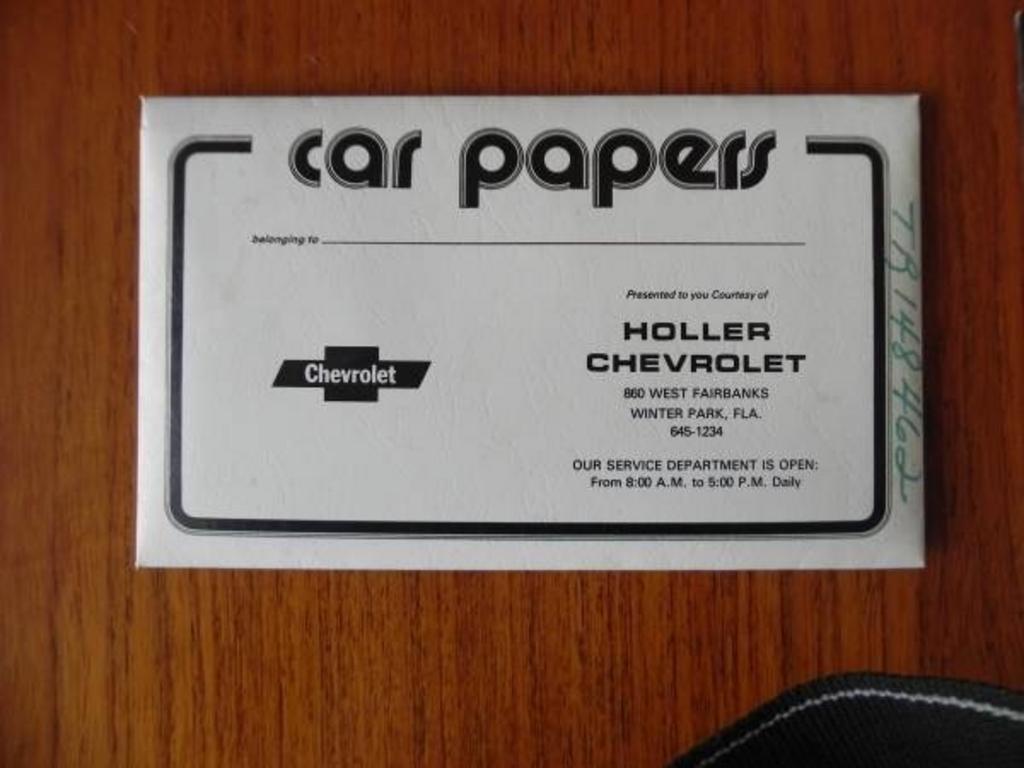 car papers
belonging to
Presented to you Courtesy of
HOLLER
CHEVROLET
860 WEST FAIRBANKS
WINTER PARK, FLA.
645-1234
Chevrolet
OUR SERVICE DEPARTMENT IS OPEN:
From 8:00 A.M. to 5:00 P.M. Daily
TB148462